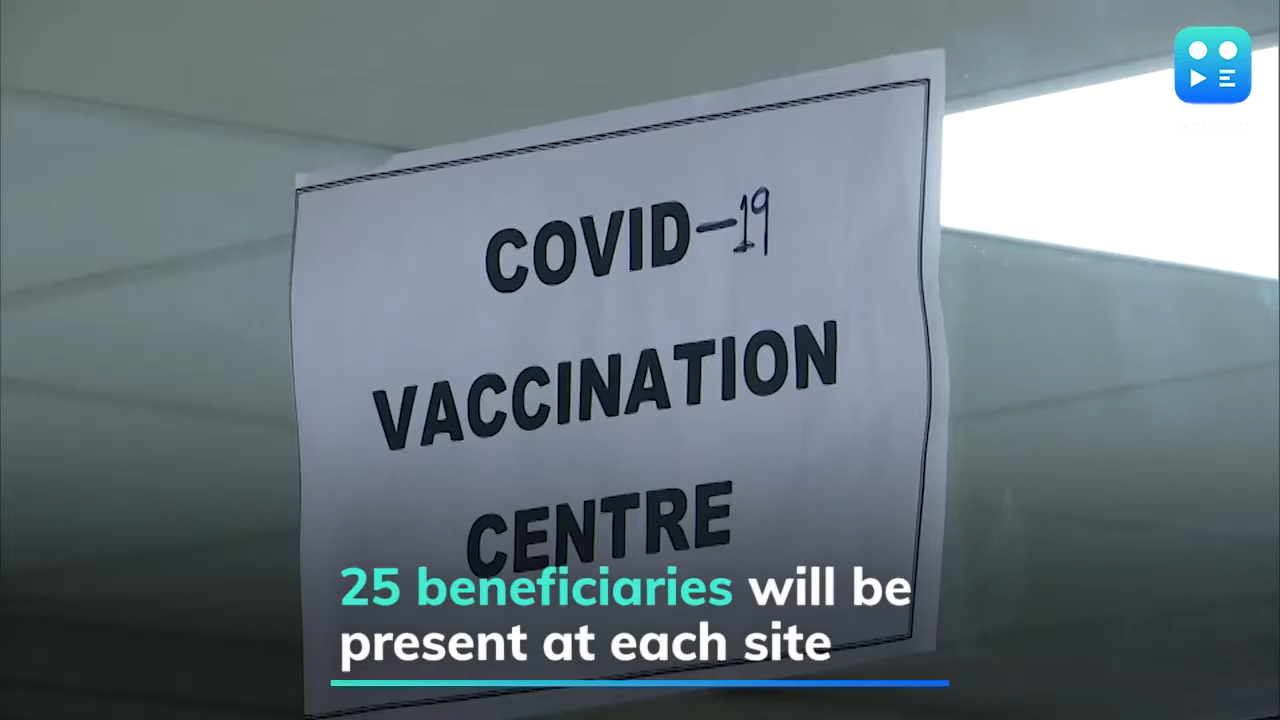 COVID-19
VACCINATION
CENTRE
25 beneficiaries will be
present at each site